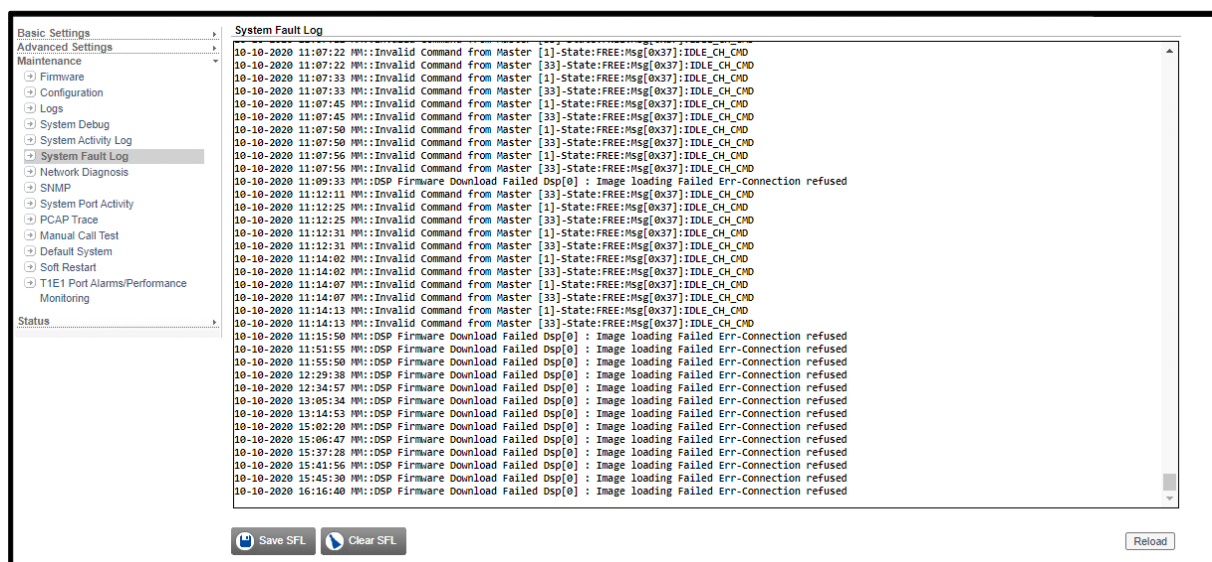 Basic Settings
Advanced Settings
Maintenance
Firmware
Configuration
Logs
System Debug
System Activity Log
System Fault Log
Network Diagnosis
SNMP
System Port Activity
PCAP Trace
Manual Call Test
Default System
Soft Restart
T1E1 Port Alarms/Performance
Monitoring
Status
System Fault Log
10-10-2020 11:07:22 MM::Invalid Command from Master [1]-State:FREE:Msg[0x37]:IDLE_CH_CMD
10-10-2020 11:07:22 MM::Invalid Command from Master [33]-State:FREE:Msg[0x37]:IDLE_CH_CMD
10-10-2020 11:07:33 MM::Invalid Command from Master [1]-State:FREE:Msg[0x37]:IDLE_CH_CMD
10-10-2020 11:07:33 MM::Invalid Command from Master [33]-State:FREE:Msg[0x37]:IDLE_CH_CMD
10-10-2020 11:07:45 MM::Invalid Command from Master [1]-State:FREE:Msg[0x37]:IDLE_CH_CMD
10-10-2020 11:07:45 MM::Invalid Command from Master [33]-State:FREE:Msg[0x37]:IDLE_CH_CMD
10-10-2020 11:07:50 MM::Invalid Command from Master [1]-State:FREE:Msg[0x37]:IDLE_CH_CMD
10-10-2020 11:07:50 MM::Invalid Command from Master [33]-State:FREE:Msg[0x37]:IDLE_CH_CMD
10-10-2020 11:07:56 MM::Invalid Command from Master [1]-State:FREE:Msg[0x37]:IDLE_CH_CMD
10-10-2020 11:07:56 MM::Invalid Command from Master [33]-State:FREE:Msg[0x37]:IDLE_CH_CMD
10-10-2020 11:09:33 MM::DSP Firmware Download Failed Dsp[0] : Image loading Failed Err-Connection refused
10-10-2020 11:12:11 MM::Invalid Command from Master [33]-State:FREE:Msg[0x37]:IDLE_CH_CMD
10-10-2020 11:12:25 MM::Invalid Command from Master [1]-State:FREE:Msg[0x37]:IDLE_CH_CMD
10-10-2020 11:12:25 MM::Invalid Command from Master [33]-State:FREE:Msg[0x37]:IDLE_CH_CMD
10-10-2020 11:12:31 MM::Invalid Command from Master [1]-State:FREE:Msg[0x37]:IDLE_CH_CMD
10-10-2020 11:12:31 MM::Invalid Command from Master [33]-State:FREE:Msg[0x37]:IDLE_CH_CMD
10-10-2020 11:14:02 MM::Invalid Command from Master [1]-State:FREE:Msg[0x37]:IDLE_CH_CMD
10-10-2020 11:14:02 MM::Invalid Command from Master [33]-State:FREE:Msg[0x37]:IDLE_CH_CMD
10-10-2020 11:14:07 MM::Invalid Command from Master [1]-State:FREE:Msg[0x37]:IDLE_CH_CMD
10-10-2020 11:14:07 MM::Invalid Command from Master [33]-State:FREE:Msg[0x37]:IDLE_CH_CMD
10-10-2020 11:14:13 MM::Invalid Command from Master [1]-State:FREE:Msg[0x37]:IDLE_CH_CMD
10-10-2020 11:14:13 MM::Invalid Command from Master [33]-State:FREE:Msg[0x37]:IDLE_CH_CMD
10-10-2020 11:15:50 MM::DSP Firmware Download Failed Dsp[0] : Image loading Failed Err-Connection refused
10-10-2020 11:51:55 MM::DSP Firmware Download Failed Dsp[0] : Image loading Failed Err-Connection refused
10-10-2020 11:55:50 MM::DSP Firmware Download Failed Dsp[0] : Image loading Failed Err-Connection refused
10-10-2020 12:29:38 MM::DSP Firmware Download Failed Dsp[0] : Image loading Failed Err-Connection refused
10-10-2020 12:34:57 MM::DSP Firmware Download Failed Dsp[0] : Image loading Failed Err-Connection refused
10-10-2020 13:05:34 MM::DSP Firmware Download Failed Dsp[0] : Image loading Failed Err-Connection refused
10-10-2020 13:14:53 MM::DSP Firmware Download Failed Dsp[0] : Image loading Failed Err-Connection refused
10-10-2020 15:02:20 MM::DSP Firmware Download Failed Dsp[0] : Image loading Failed Err-Connection refused
10-10-2020 15:06:47 MM::DSP Firmware Download Failed Dsp[0] : Image loading Failed Err-Connection refused
10-10-2020 15:37:28 MM::DSP Firmware Download Failed Dsp[0] : Image loading Failed Err-Connection refused
10-10-2020 15:41:56 MM::DSP Firmware Download Failed Dsp[0] : Image loading Failed Err-Connection refused
10-10-2020 15:45:30 MM::DSP Firmware Download Failed Dsp[0] : Image loading Failed Err-Connection refused
10-10-2020 16:16:40 MM::DSP Firmware Download Failed Dsp[0] : Image loading Failed Err-Connection refused
Save SFL
Clear SFL
Reload